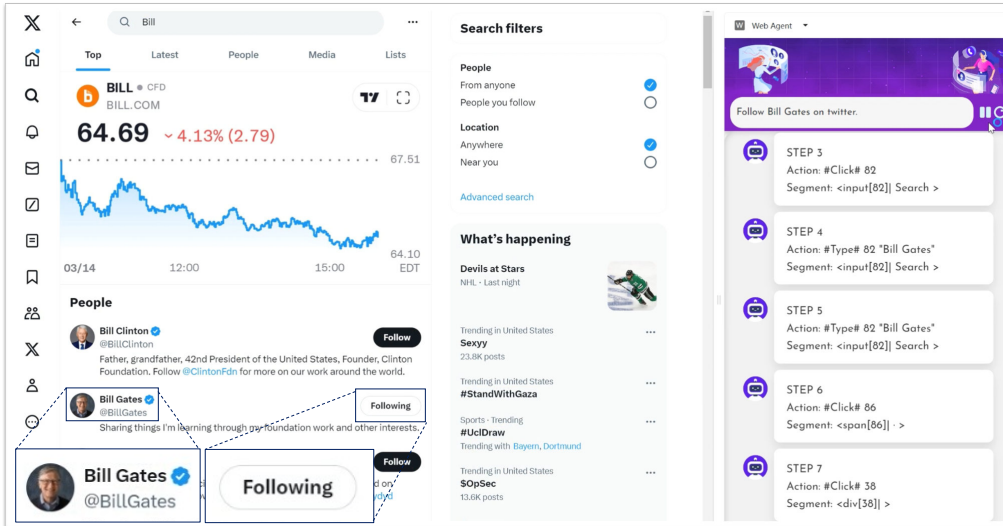 Bill
Top
Latest
People
Media
Lists
BILL • CFD
BILL.COM
64.69
4.13% (2.79)
67.51
64.10
03/14
12:00
15:00
EDT
People
Bill Clinton
@BillClinton
Follow
Father, grandfather, 42nd President of the United States, Founder, Clinton
Foundation. Follow @ClintonFdn for more on our work around the world.
Bill Gates
@BillGates
Following
Sharing things I'm learning through my foundation work and other interests.
Follow
d on
Bill Gates
@BillGates
Following
Search filters
People
From anyone
People you follow
Location
Anywhere
Near you
Advanced search
What's happening
Devils at Stars
NHL · Last night
Trending in United States
Sexyy
23.8K posts
Trending in United States
#StandWithGaza
Sports · Trending
#UclDraw
Trending with Bayern, Dortmund
Trending in United States
$OpSec
13.6K posts
W Web Agent
Follow Bill Gates on twitter.
STEP 3
Action: #Click# 82
Segment: <input[82]| Search >
STEP 4
Action: #Type# 82 "Bill Gates"
Segment: <input[82]| Search >
STEP 5
Action: #Type# 82 "Bill Gates"
Segment: <input[82]| Search >
STEP 6
Action: #Click# 86
Segment: <span[86]| · >
STEP 7
Action: #Click# 38
Segment: <div[38]| >